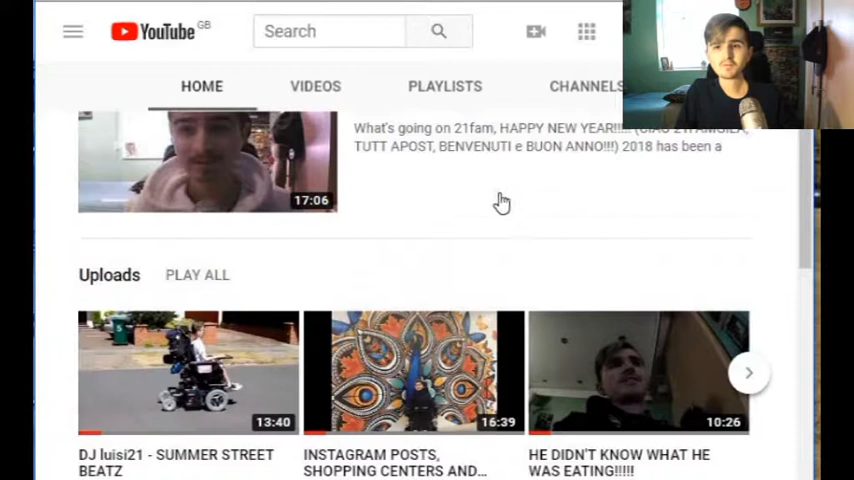 YouTube GB
Search
HOME VIDEOS PLAYLISTS CHANNELS
What's going on 21fam, HAPPY NEW YEAR!!!!!
TUTT APOST, BENVENUTI e BUON ANNO!!!) 2018 has been a
17:06
Uploads PLAY ALL
13:40
16:39
10:26
DJ luisi21 - SUMMER STREET
BEATZ
INSTAGRAM POSTS,
SHOPPING CENTERS AND...
HE DIDN'T KNOW WHAT HE
WAS EATING!!!!!